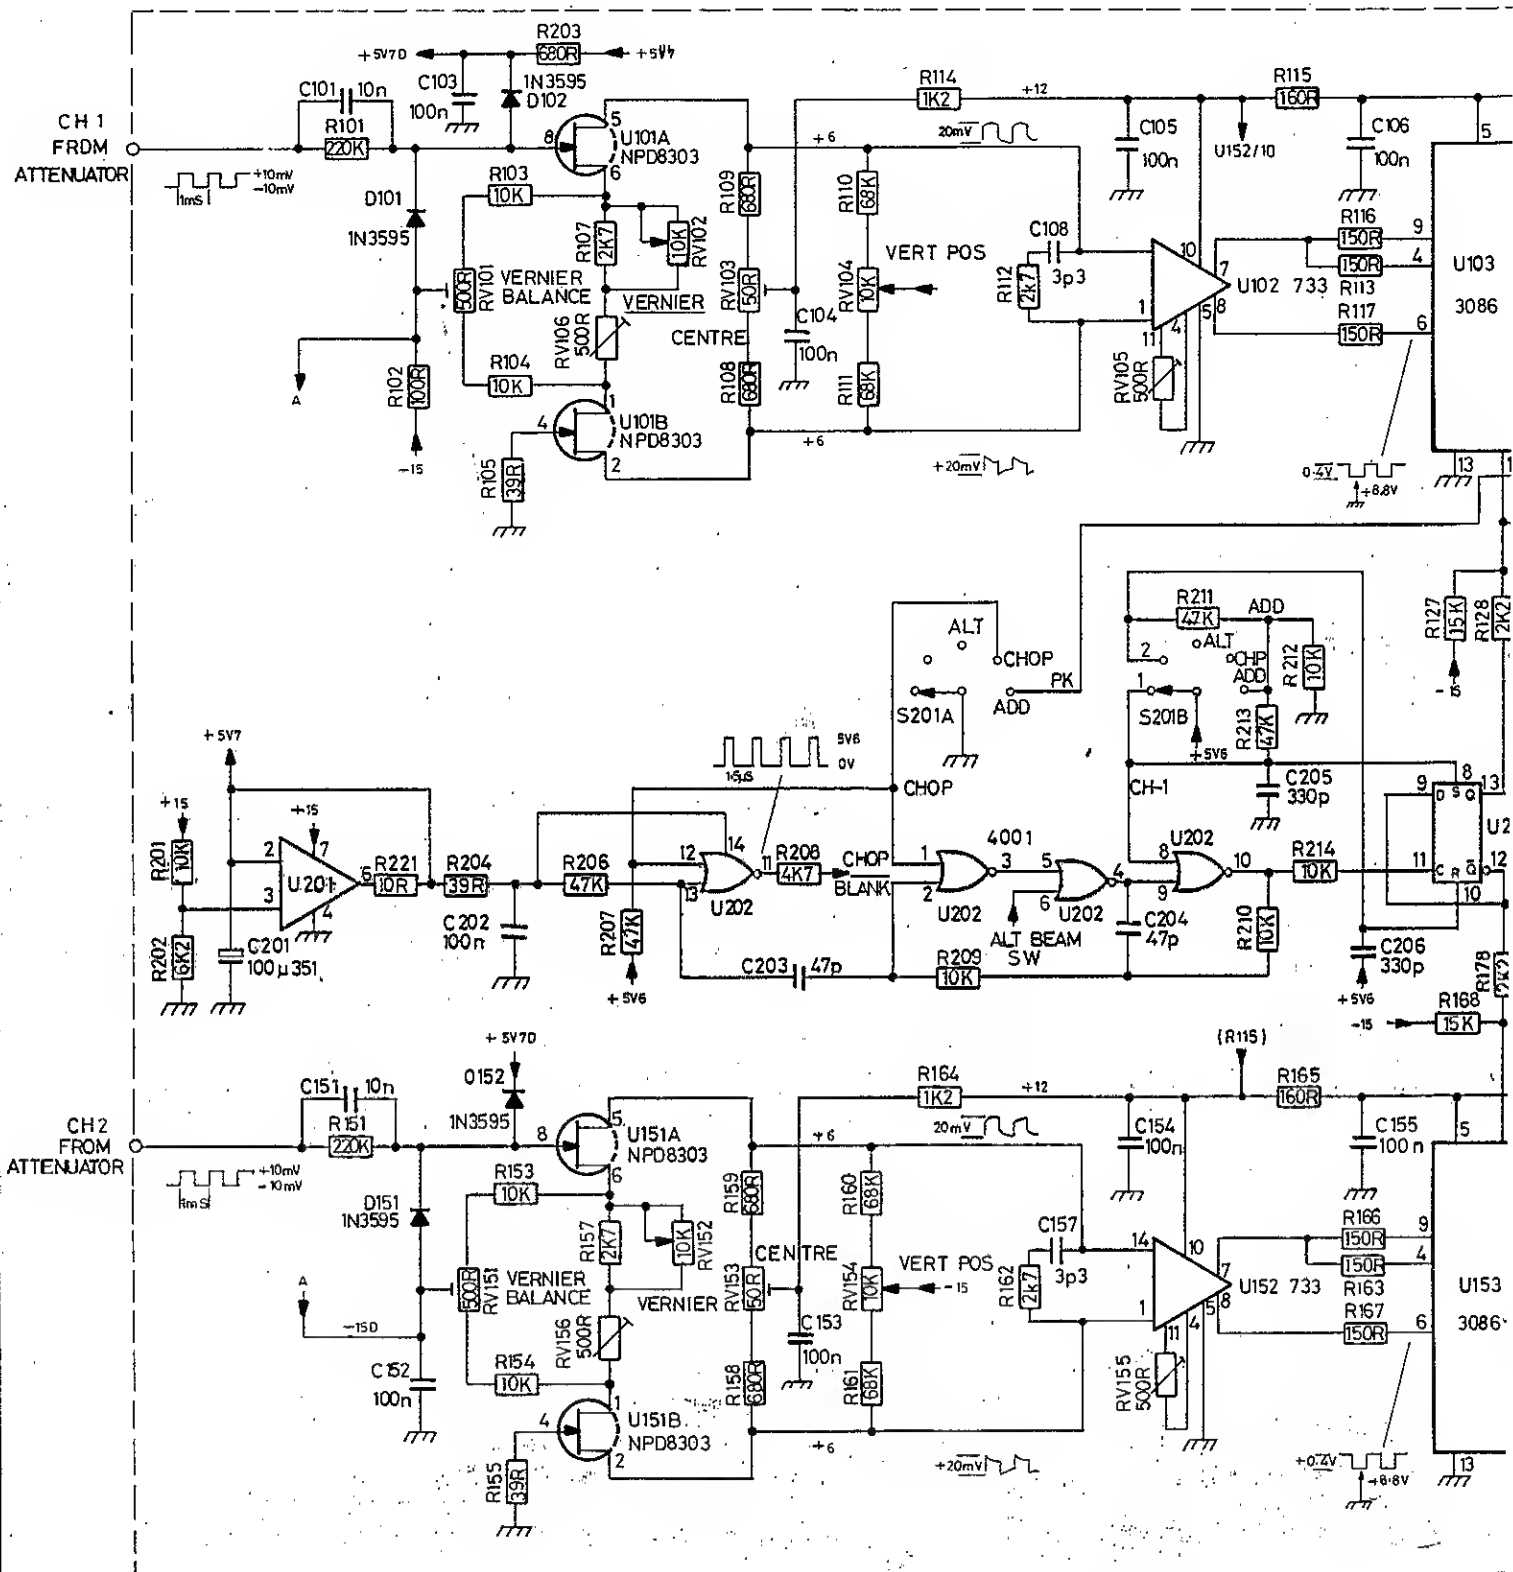 R203
+5V7D
680R
+5V4
C101 10n
C103
100n
1N3595
D102
R101
220K
CH 1
FROM
ATTENUATOR
+10mV
-10mV
1mS
8
5
U101A
NPD8303
6
D101
1N3595
R103
10K
R107
2K7
10K
RV102
500R
RV101
VERNIER
BALANCE
VERNIER
RV106
500R
R104
10K
A
R102
100R
-15
1
U101B
NPD8303
4
2
R105
39R
R109
680R
RV103
50R
CENTRE
R108
680R
C104
100n
R114
1K2
+12
20mV
+6
R110
68K
VERT POS
RV104
10K
R111
68K
+6
+20mV
C108
3p3
R112
2k7
C105
100n
U152/10
R115
160R
C106
100n
5
10
7
U102 733
8
1
11
4
5
RV105
500R
R116
150R
9
150R
4
R113
R117
150R
6
U103
3086
0.4V
+8.8V
13
1
R211
47K
ADD
ALT
2
CHP
ADD
1
S201B
+5V6
R212
10K
R213
47K
R127
15K
R128
2K2
-15
ALT
CHOP
PK
S201A
ADD
5V6
0V
1·5µS
CHOP
CH-1
C205
330p
9
8
13
D S Q
U2
+5V7
+15
R201
10K
+15
2
7
3
U201
6
4
R221
10R
R204
39R
R202
6K2
C201
100µ351
C202
100n
R206
47K
12
14
13
11
U202
R207
47K
+5V6
R208
4K7
CHOP
BLANK
4001
1
2
3
U202
5
6
4
U202
ALT BEAM
SW
U202
8
9
10
C204
47p
R210
10K
R214
10K
11
C R Q
12
10
C203 47p
R209
10K
C206
330p
+5V6
R178
2K2
-15
R168
15K
+5V7D
D152
1N3595
C151 10n
R151
220K
CH2
FROM
ATTENUATOR
+10mV
-10mV
1mS
8
5
U151A
NPD8303
6
D151
1N3595
R153
10K
R157
2K7
10K
RV152
500R
RV151
VERNIER
BALANCE
VERNIER
RV156
500R
A
-15D
C152
100n
R154
10K
1
U151B
NPD8303
4
2
R155
39R
R159
680R
CENTRE
RV153
50R
R158
680R
C153
100n
R164
1K2
+12
20mV
+6
R160
68K
VERT POS
RV154
10K
-15
R161
68K
+6
+20mV
C157
3p3
R162
2k7
C154
100n
(R115)
R165
160R
C155
100n
5
14
10
7
U152 733
8
1
11
4
5
RV155
500R
R166
150R
9
150R
4
R163
R167
150R
6
U153
3086
+0.4V
+8.8V
13